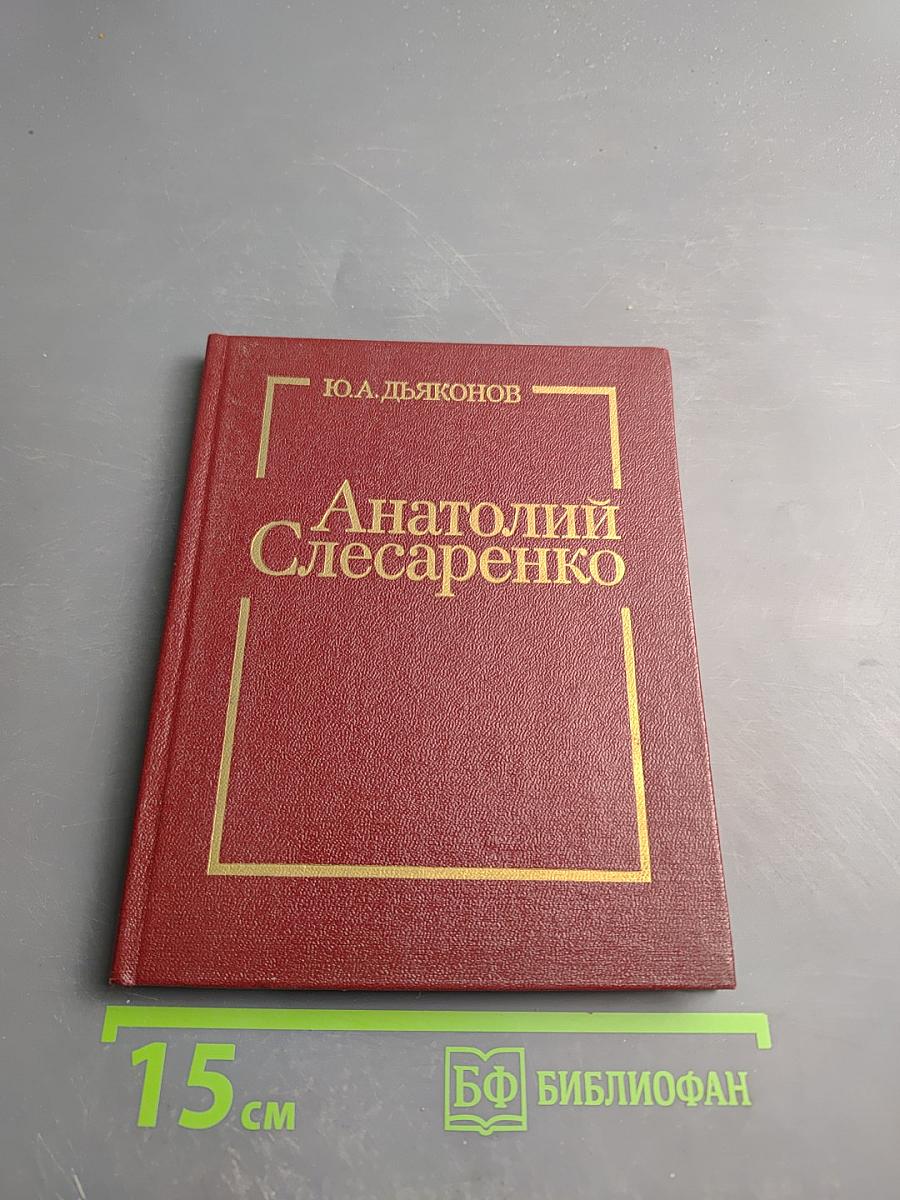 Ю.А.ДЬЯКОНОВ
Анатолий
Слесаренко
15 см
БФ БИБЛИОФАН